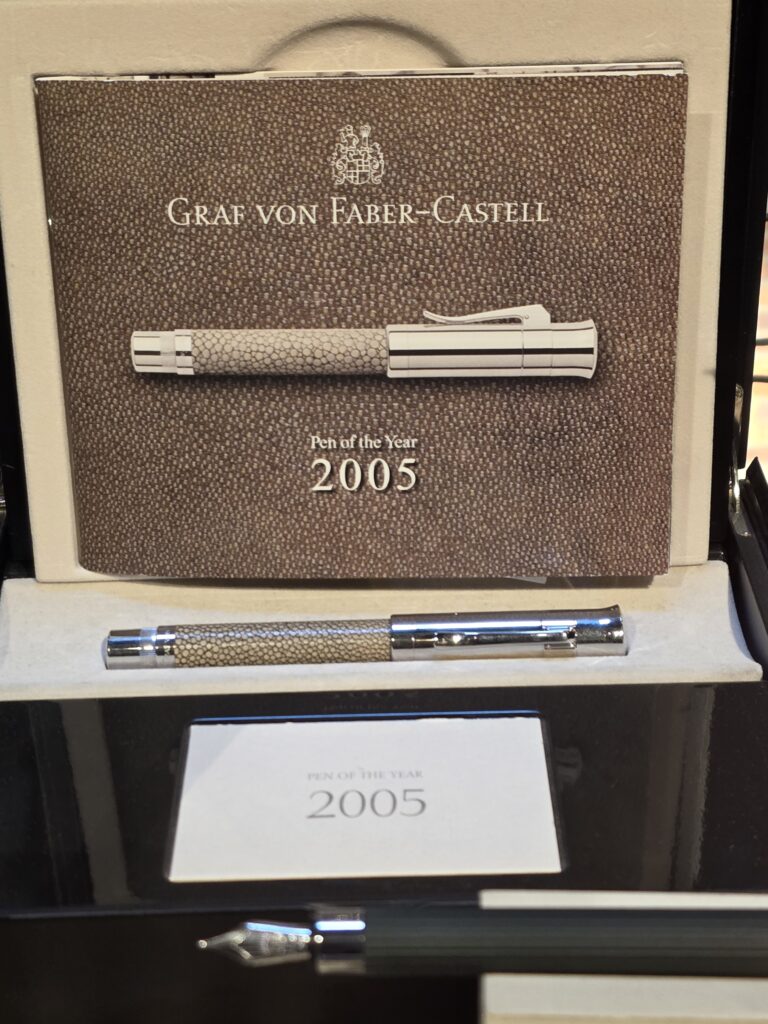 GRAF VON FABER-CASTELL
Pen of the Year
2005
PEN OF THE YEAR
2005